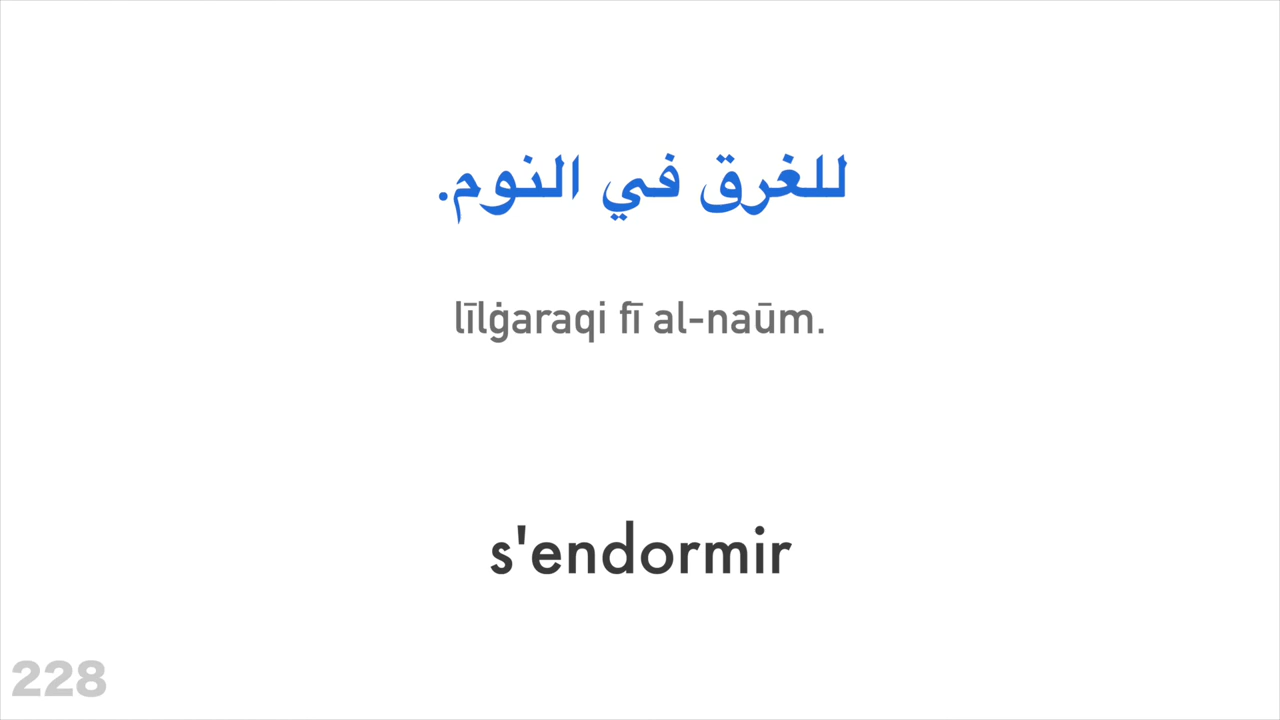 للغرق في النوم.
līlġaraqi fī al-naūm.
s'endormir
228